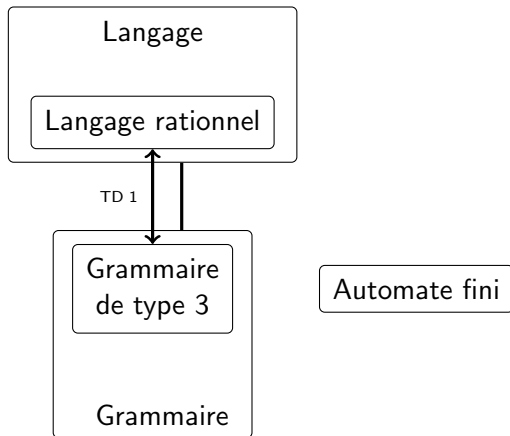 Langage
Langage rationnel
TD 1
Grammaire
de type 3
Automate fini
Grammaire